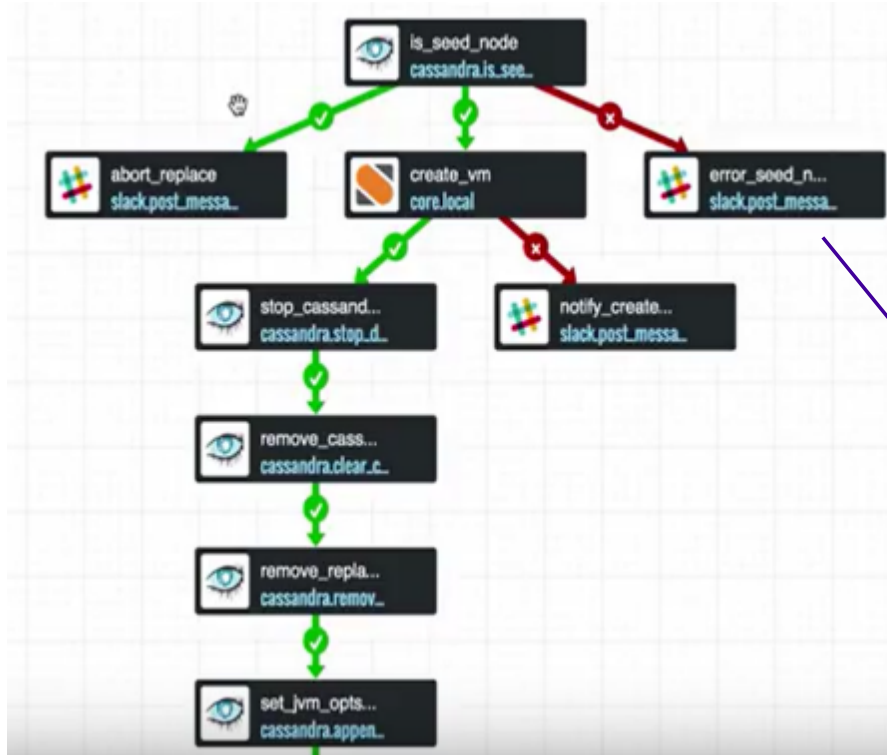 is_seed_node
cassandra.is_see...
abort_replace
slack.post_messa...
create_vm
core.local
error_seed_n...
slack.post_messa...
stop_cassand...
cassandra.stop_d...
notify_create...
slack.post_messa...
remove_cass...
cassandra.clear_c...
remove_repla...
cassandra.remov...
set_jvm_opts...
cassandra.appen...